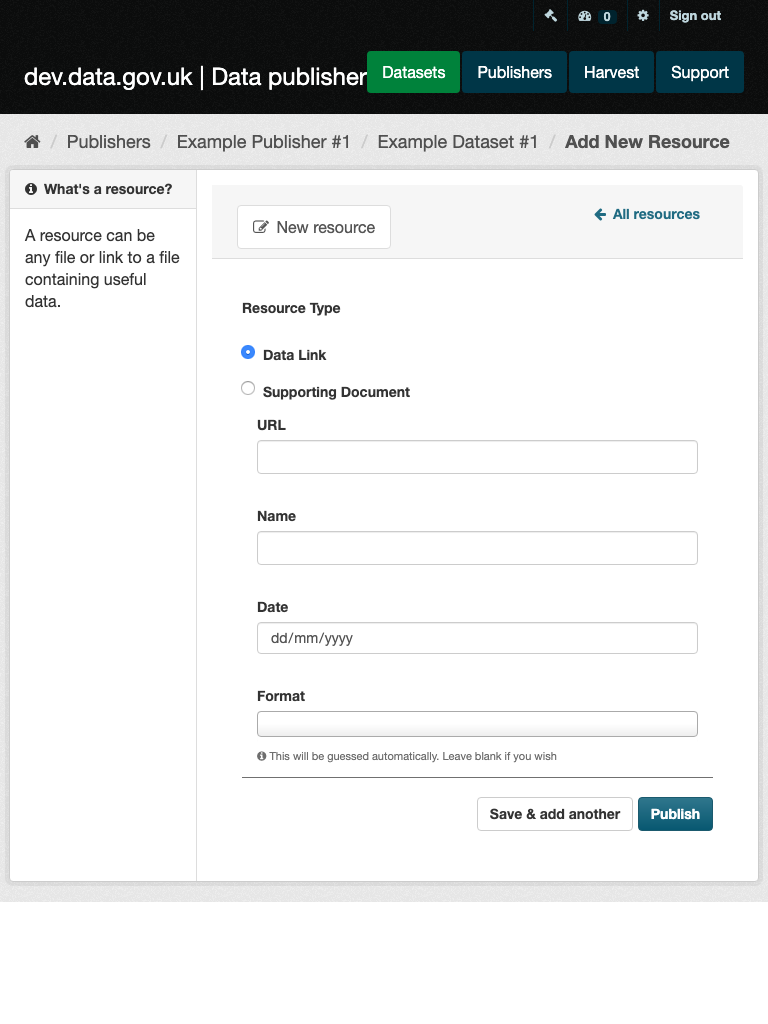 0 Sign out
dev.data.gov.uk | Data publisher Datasets Publishers Harvest Support
/ Publishers / Example Publisher #1 / Example Dataset #1 / Add New Resource
What's a resource?
A resource can be
any file or link to a file
containing useful
data.
New resource
All resources
Resource Type
Data Link
Supporting Document
URL
Name
Date
dd/mm/yyyy
Format
This will be guessed automatically. Leave blank if you wish
Save & add another Publish